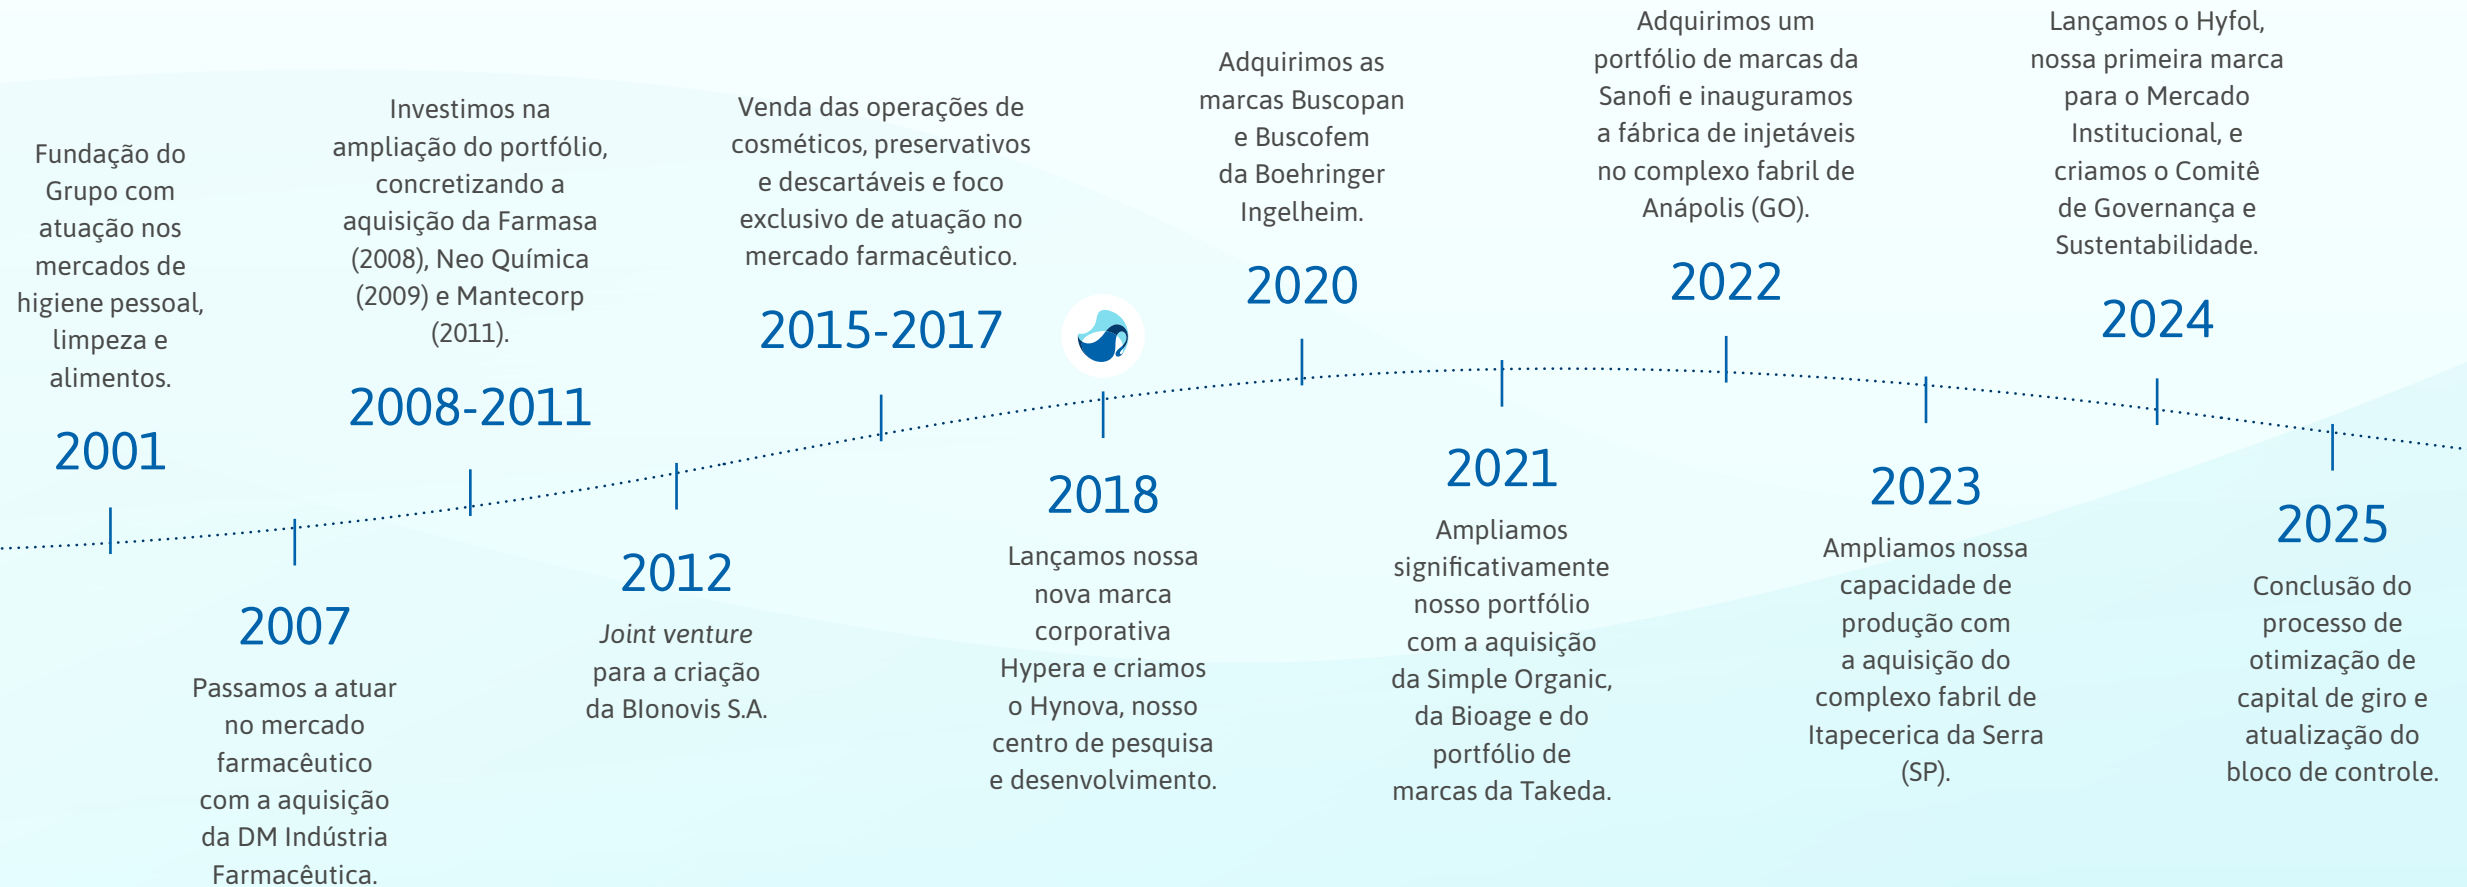 Fundação do
Grupo com
atuação nos
mercados de
higiene pessoal,
limpeza e
alimentos.
2001
2007
Passamos a atuar
no mercado
farmacêutico
com a aquisição
da DM Indústria
Farmacêutica.
Investimos na
ampliação do portfólio,
concretizando a
aquisição da Farmasa
(2008), Neo Química
(2009) e Mantecorp
(2011).
2008-2011
2012
Joint venture
para a criação
da BIonovis S.A.
Venda das operações de
cosméticos, preservativos
e descartáveis e foco
exclusivo de atuação no
mercado farmacêutico.
2015-2017
2018
Lançamos nossa
nova marca
corporativa
Hypera e criamos
o Hynova, nosso
centro de pesquisa
e desenvolvimento.
Adquirimos as
marcas Buscopan
e Buscofem
da Boehringer
Ingelheim.
2020
2021
Ampliamos
significativamente
nosso portfólio
com a aquisição
da Simple Organic,
da Bioage e do
portfólio de
marcas da Takeda.
Adquirimos um
portfólio de marcas da
Sanofi e inauguramos
a fábrica de injetáveis
no complexo fabril de
Anápolis (GO).
2022
2023
Ampliamos nossa
capacidade de
produção com
a aquisição do
complexo fabril de
Itapecerica da Serra
(SP).
Lançamos o Hyfol,
nossa primeira marca
para o Mercado
Institucional, e
criamos o Comitê
de Governança e
Sustentabilidade.
2024
2025
Conclusão do
processo de
otimização de
capital de giro e
atualização do
bloco de controle.